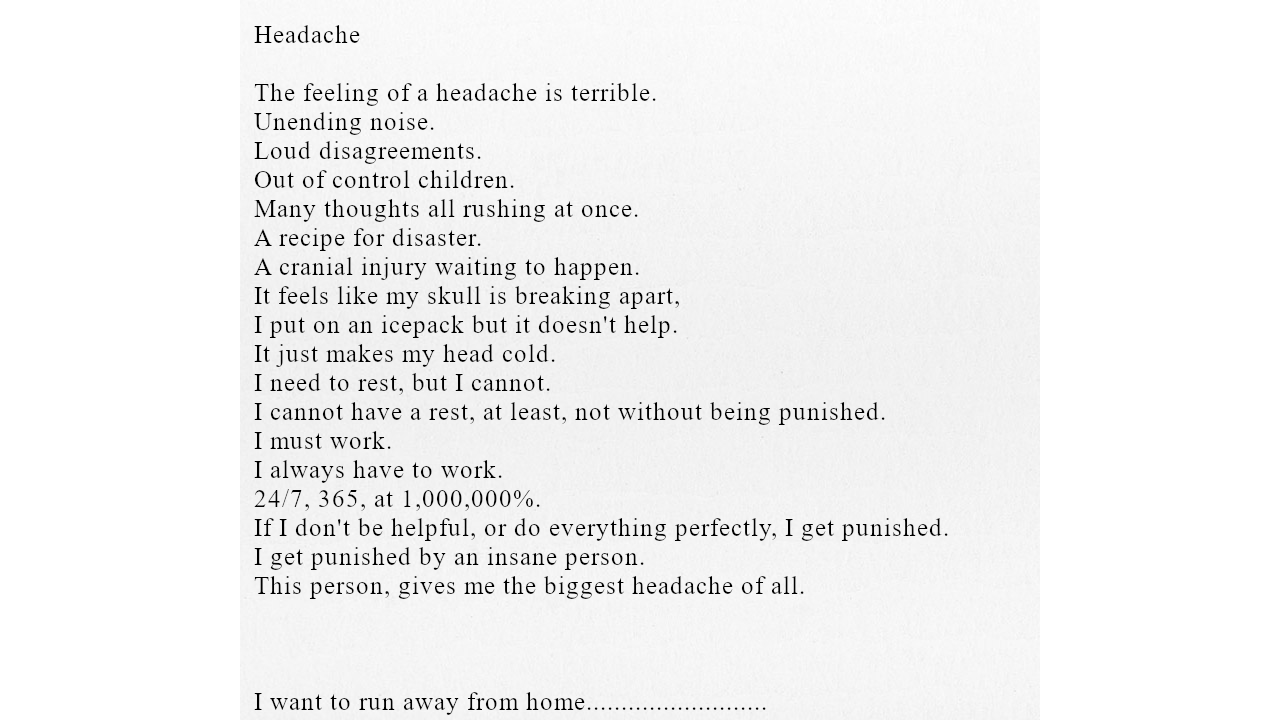 Headache
The feeling of a headache is terrible.
Unending noise.
Loud disagreements.
Out of control children.
Many thoughts all rushing at once.
A recipe for disaster.
A cranial injury waiting to happen.
It feels like my skull is breaking apart,
I put on an icepack but it doesn't help.
It just makes my head cold.
I need to rest, but I cannot.
I cannot have a rest, at least, not without being punished.
I must work.
I always have to work.
24/7, 365, at 1,000,000%.
If I don't be helpful, or do everything perfectly, I get punished.
I get punished by an insane person.
This person, gives me the biggest headache of all.
I want to run away from home..........................